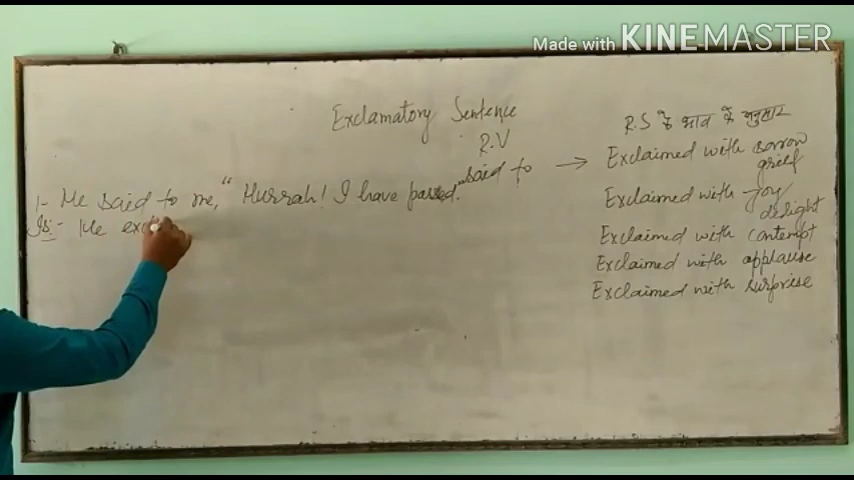 Made with KINEMASTER
Exclamatory Sentence
R.V
said to → Exclaimed with sorrow
grief
Exclaimed with joy/
delight
Exclaimed with contempt
Exclaimed with applause
Exclaimed with surprise
R.S के भाव के अनुसार
1- He said to me, "Hurrah! I have passed."
Is:- He exc